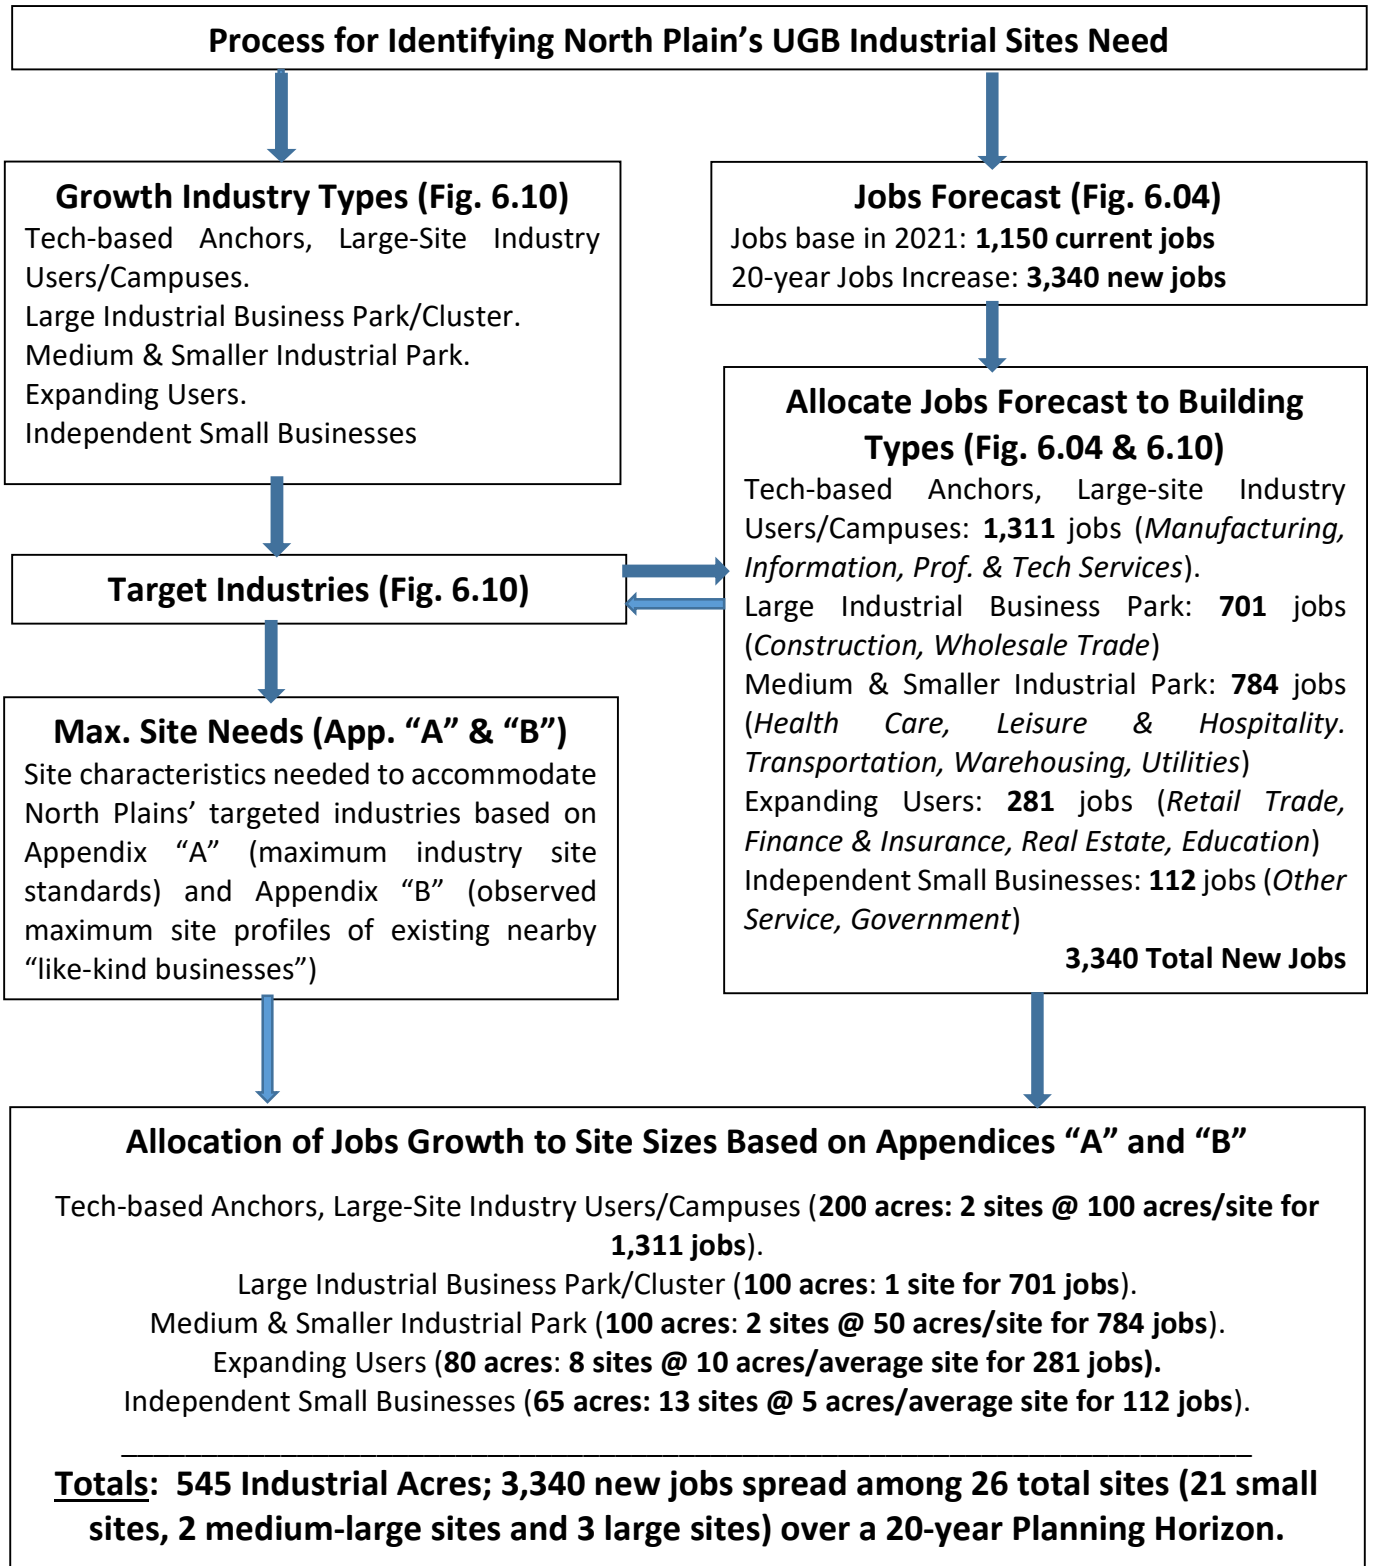 Process for Identifying North Plain’s UGB Industrial Sites Need
Growth Industry Types (Fig. 6.10)
Tech-based Anchors, Large-Site Industry
Users/Campuses.
Large Industrial Business Park/Cluster.
Medium & Smaller Industrial Park.
Expanding Users.
Independent Small Businesses
Jobs Forecast (Fig. 6.04)
Jobs base in 2021: 1,150 current jobs
20-year Jobs Increase: 3,340 new jobs
Target Industries (Fig. 6.10)
Allocate Jobs Forecast to Building
Types (Fig. 6.04 & 6.10)
Tech-based Anchors, Large-site Industry
Users/Campuses: 1,311 jobs (Manufacturing,
Information, Prof. & Tech Services).
Large Industrial Business Park: 701 jobs
(Construction, Wholesale Trade)
Medium & Smaller Industrial Park: 784 jobs
(Health Care, Leisure & Hospitality.
Transportation, Warehousing, Utilities)
Expanding Users: 281 jobs (Retail Trade,
Finance & Insurance, Real Estate, Education)
Independent Small Businesses: 112 jobs (Other
Service, Government)
3,340 Total New Jobs
Max. Site Needs (App. “A” & “B”)
Site characteristics needed to accommodate
North Plains’ targeted industries based on
Appendix “A” (maximum industry site
standards) and Appendix “B” (observed
maximum site profiles of existing nearby
“like-kind businesses”)
Allocation of Jobs Growth to Site Sizes Based on Appendices “A” and “B”
Tech-based Anchors, Large-Site Industry Users/Campuses (200 acres: 2 sites @ 100 acres/site for
1,311 jobs).
Large Industrial Business Park/Cluster (100 acres: 1 site for 701 jobs).
Medium & Smaller Industrial Park (100 acres: 2 sites @ 50 acres/site for 784 jobs).
Expanding Users (80 acres: 8 sites @ 10 acres/average site for 281 jobs).
Independent Small Businesses (65 acres: 13 sites @ 5 acres/average site for 112 jobs).
Totals: 545 Industrial Acres; 3,340 new jobs spread among 26 total sites (21 small
sites, 2 medium-large sites and 3 large sites) over a 20-year Planning Horizon.